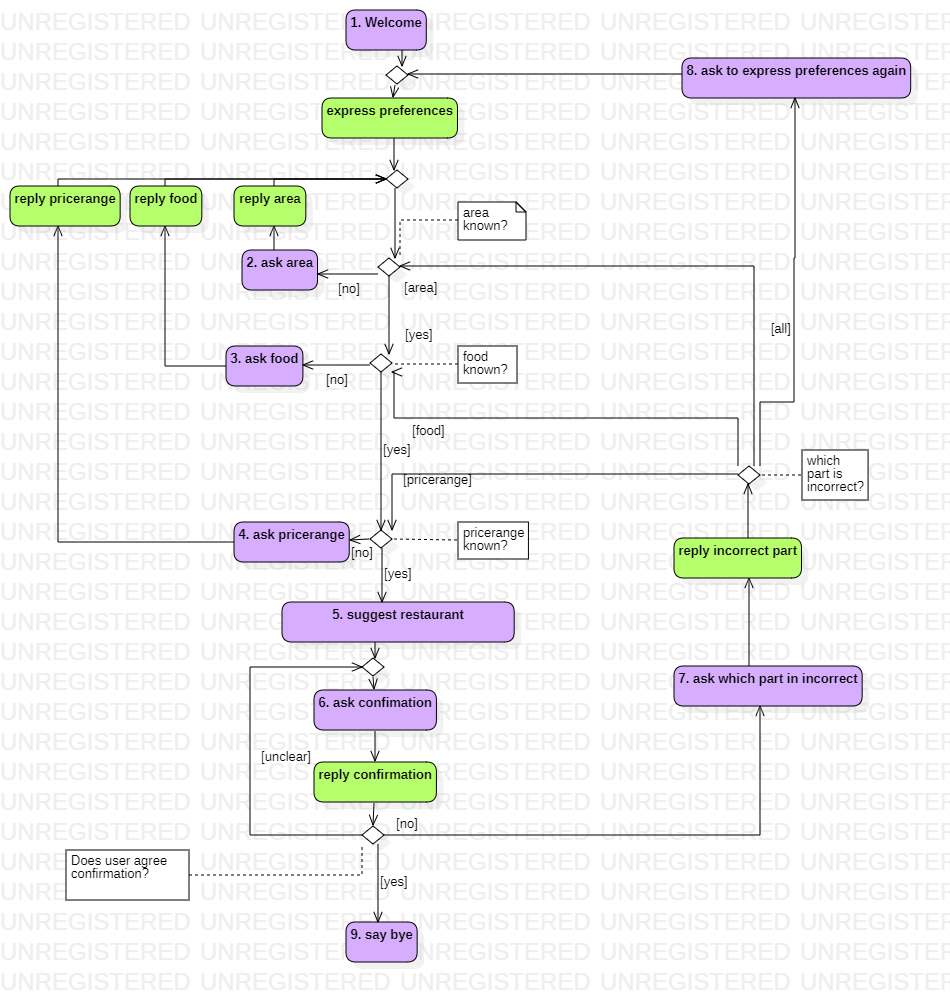 1. Welcome
8. ask to express preferences again
express preferences
reply pricerange
reply food
reply area
area
known?
2. ask area
[no]
[area]
[all]
[yes]
food
known?
3. ask food
[no]
[food]
[yes]
which
part is
incorrect?
[pricerange]
pricerange
known?
4. ask pricerange
[no]
reply incorrect part
[yes]
5. suggest restaurant
7. ask which part in incorrect
6. ask confimation
[unclear]
reply confirmation
[no]
Does user agree
confirmation?
[yes]
9. say bye
UNREGISTERED